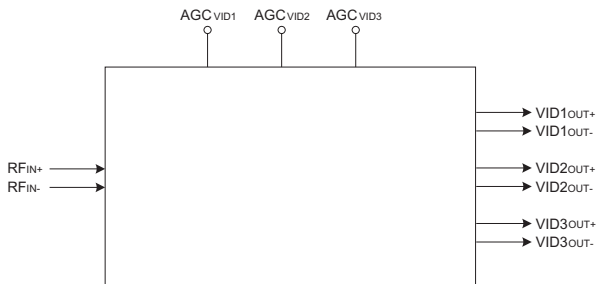 AGCVID1 AGCVID2 AGCVID3
VID1OUT+
VID1OUT-
RFIN+ VID2OUT+
RFIN- VID2OUT-
VID3OUT+
VID3OUT-